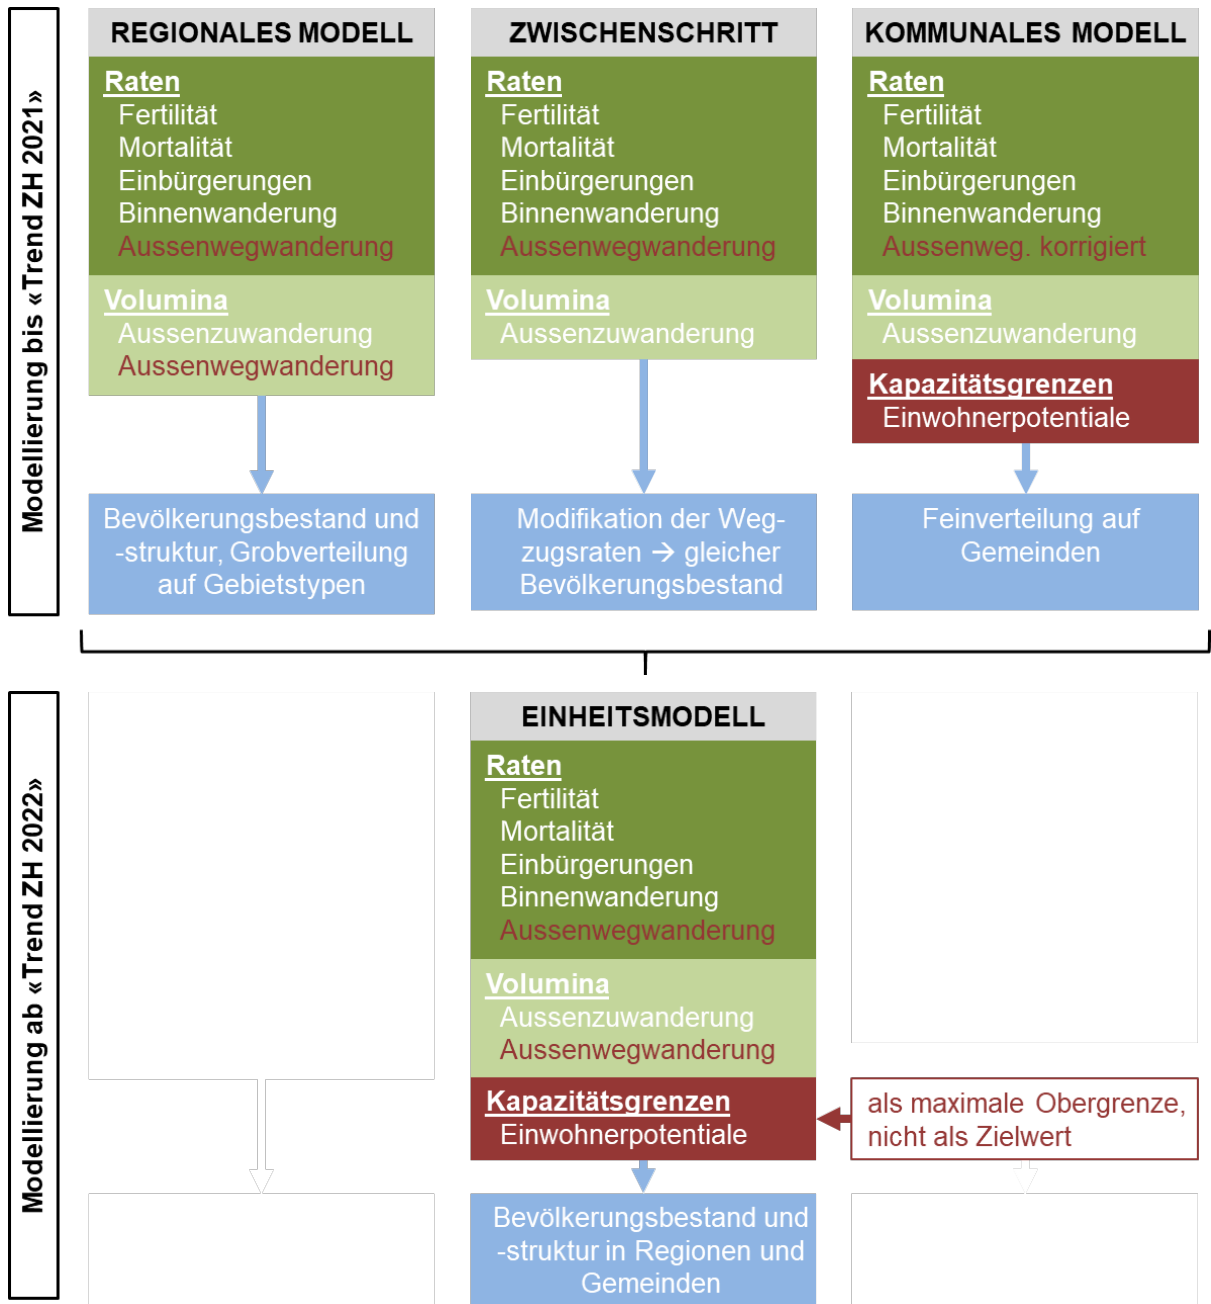 Modellierung bis «Trend ZH 2021»
REGIONALES MODELL
Raten
Fertilität
Mortalität
Einbürgerungen
Binnenwanderung
Aussenwegwanderung
Volumina
Aussenzuwanderung
Aussenwegwanderung
Bevölkerungsbestand und
-struktur, Grobverteilung
auf Gebietstypen
ZWISCHENSCHRITT
Raten
Fertilität
Mortalität
Einbürgerungen
Binnenwanderung
Aussenwegwanderung
Volumina
Aussenzuwanderung
Modifikation der Weg-
zugsraten → gleicher
Bevölkerungsbestand
KOMMUNALES MODELL
Raten
Fertilität
Mortalität
Einbürgerungen
Binnenwanderung
Aussenweg. korrigiert
Volumina
Aussenzuwanderung
Kapazitätsgrenzen
Einwohnerpotentiale
Feinverteilung auf
Gemeinden
Modellierung ab «Trend ZH 2022»
EINHEITSMODELL
Raten
Fertilität
Mortalität
Einbürgerungen
Binnenwanderung
Aussenwegwanderung
Volumina
Aussenzuwanderung
Aussenwegwanderung
Kapazitätsgrenzen
Einwohnerpotentiale
als maximale Obergrenze,
nicht als Zielwert
Bevölkerungsbestand und
-struktur in Regionen und
Gemeinden